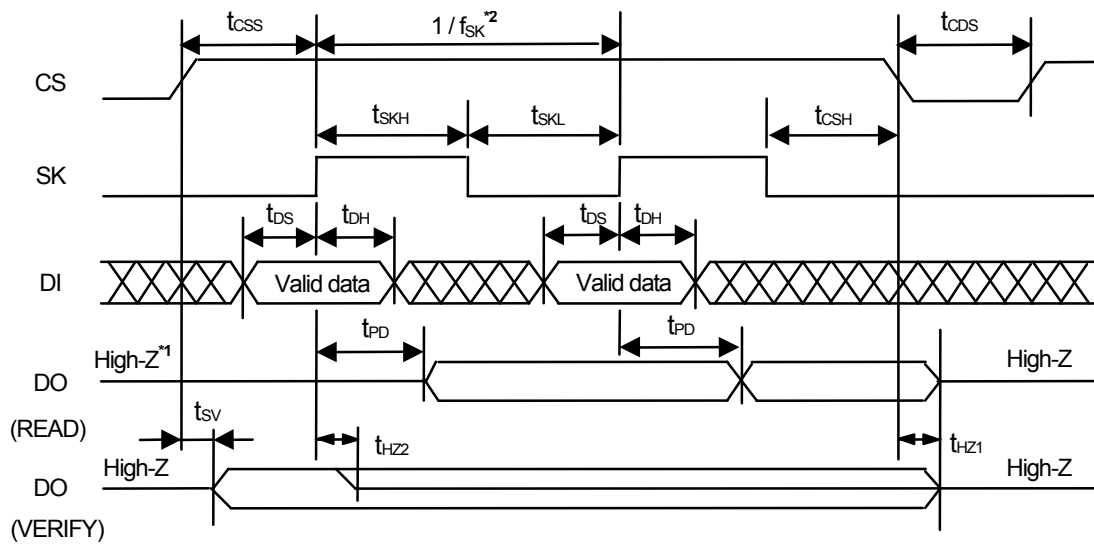 tCSS 1 / fSK*2 tCDS
CS
tSKH tSKL tCSH
SK
tDS tDH tDS tDH
DI Valid data Valid data
tPD tPD
High-Z*1 High-Z
DO
(READ) tSV tHZ2 tHZ1
High-Z High-Z
DO
(VERIFY)